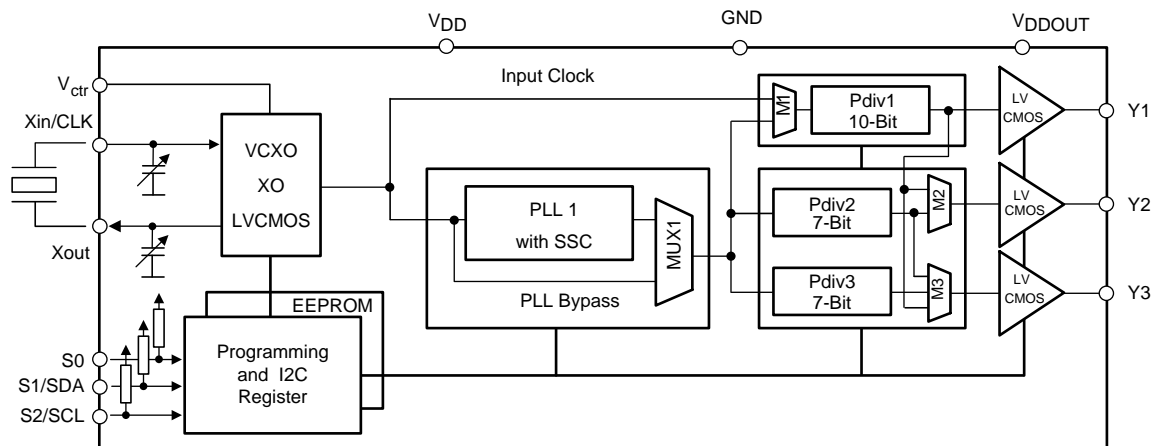 VDD
GND
VDDOUT
Vctr
Input Clock
Xin/CLK
VCXO
XO
LVCMOS
Xout
M1
Pdiv1
10-Bit
LV
CMOS
Y1
PLL 1
with SSC
MUX1
PLL Bypass
Pdiv2
7-Bit
M2
LV
CMOS
Y2
Pdiv3
7-Bit
M3
LV
CMOS
Y3
EEPROM
Programming
and I2C
Register
S0
S1/SDA
S2/SCL